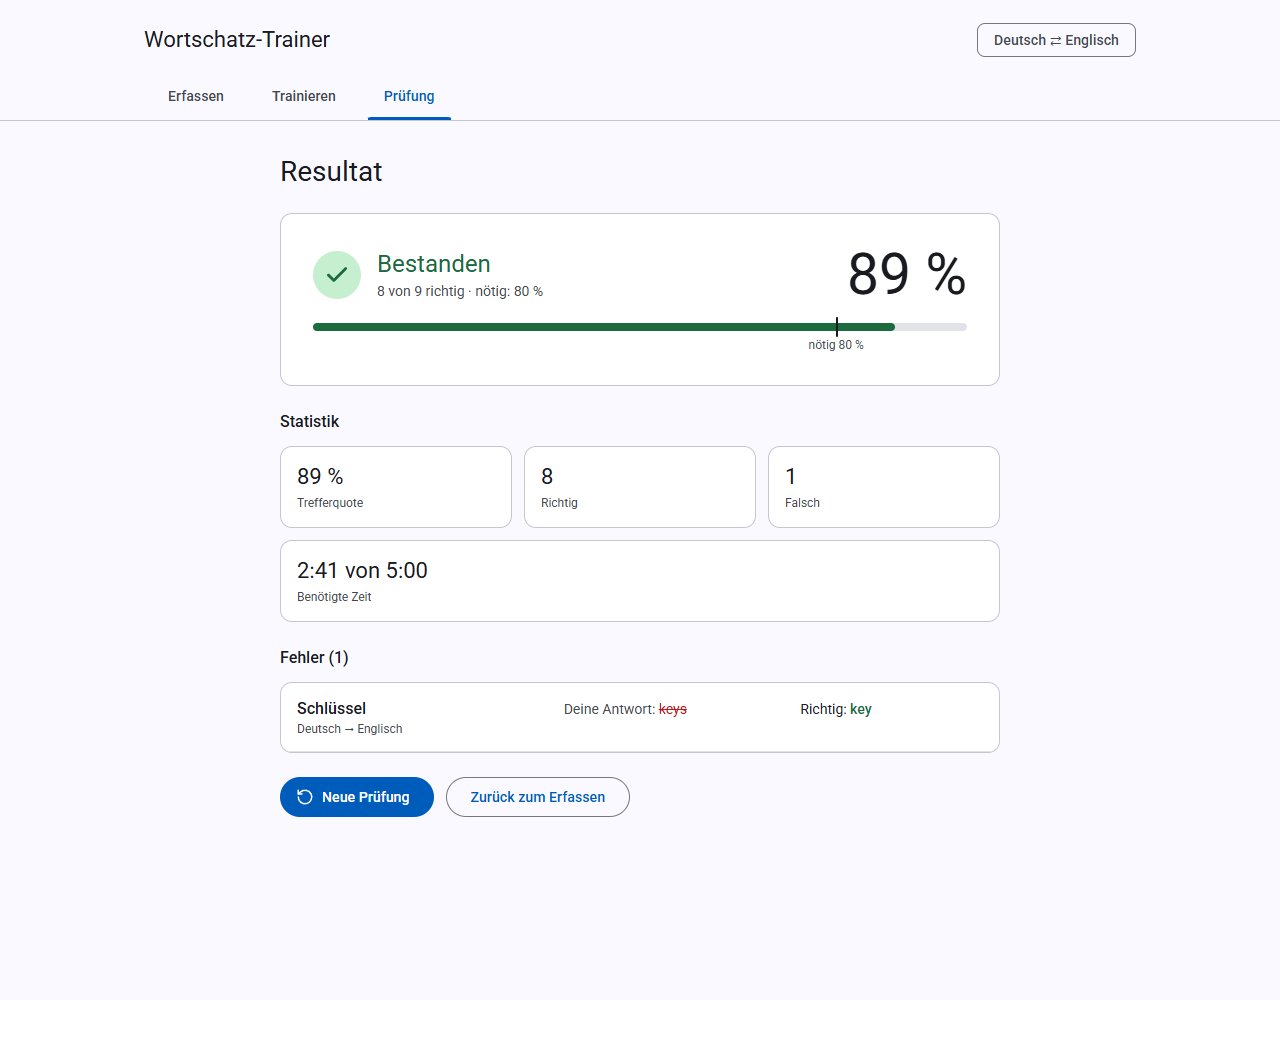 Wortschatz-Trainer
Deutsch ⇄ Englisch
Erfassen
Trainieren
Prüfung
Resultat
Bestanden
8 von 9 richtig · nötig: 80 %
89 %
nötig 80 %
Statistik
89 %
Trefferquote
8
Richtig
1
Falsch
2:41 von 5:00
Benötigte Zeit
Fehler (1)
Schlüssel
Deutsch → Englisch
Deine Antwort: keys
Richtig: key
Neue Prüfung
Zurück zum Erfassen